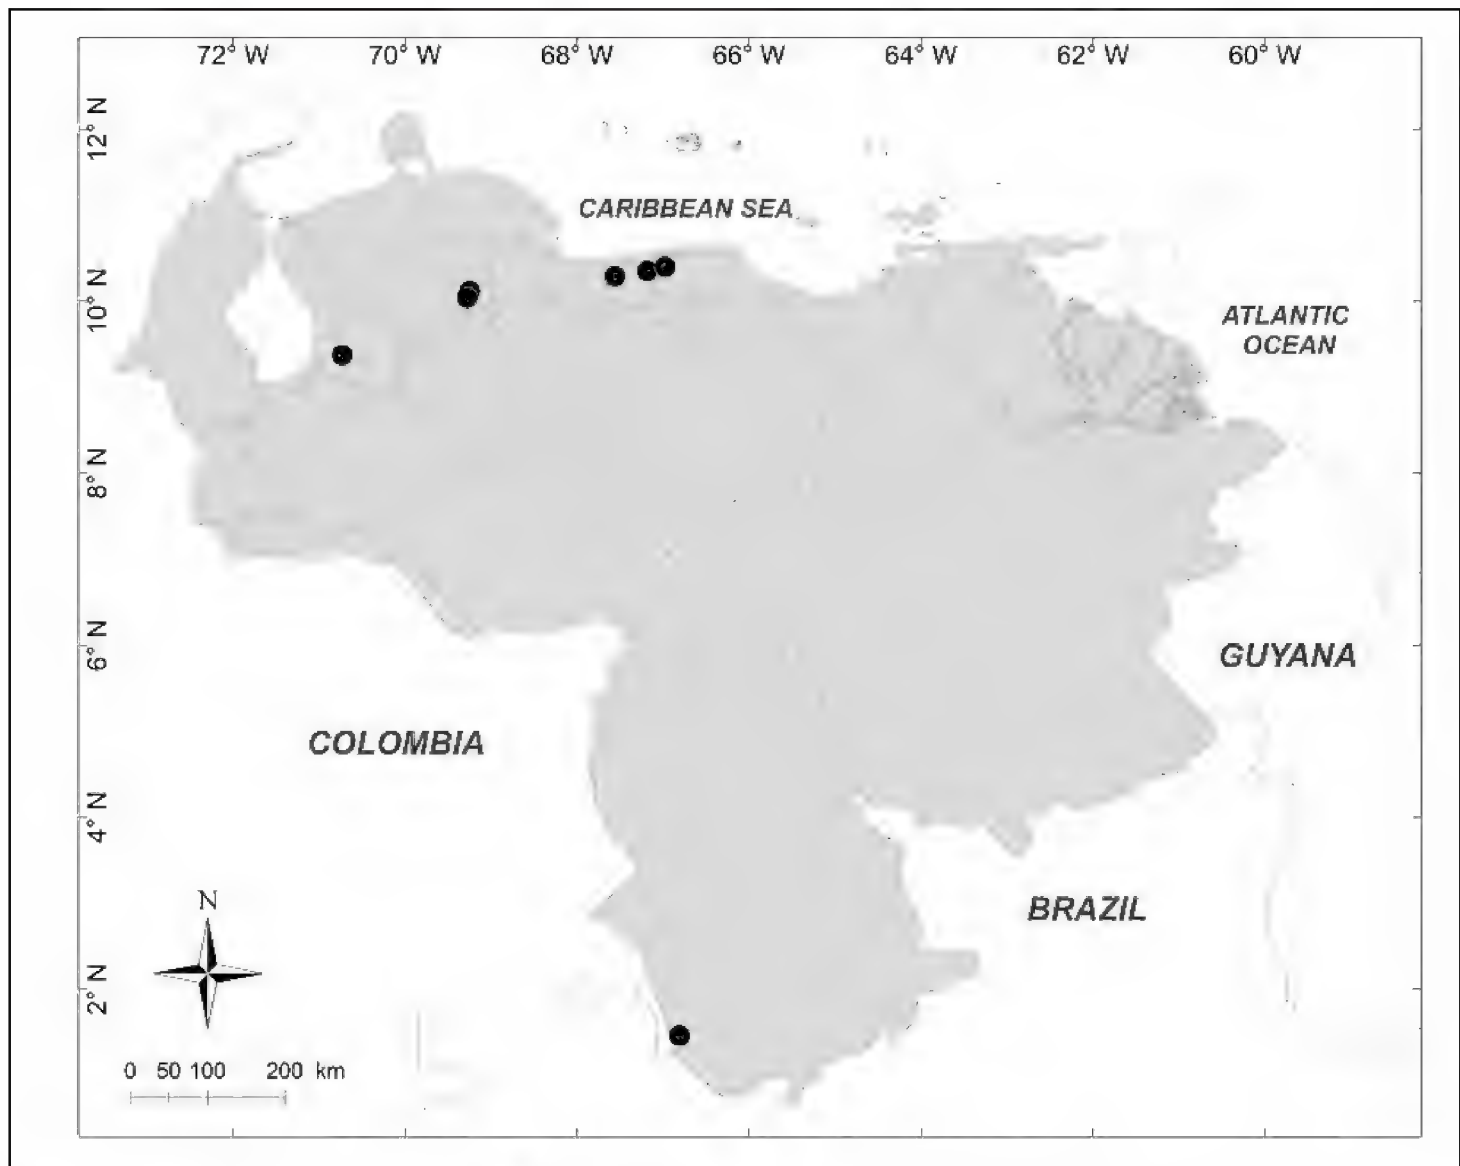 72° W 70° W 68° W 66° W 64° W 62° W 60° W
12° N
CARIBBEAN SEA
10° N
ATLANTIC
OCEAN
8° N
6° N
GUYANA
COLOMBIA
4° N
N
BRAZIL
2° N
0 50 100 200 km